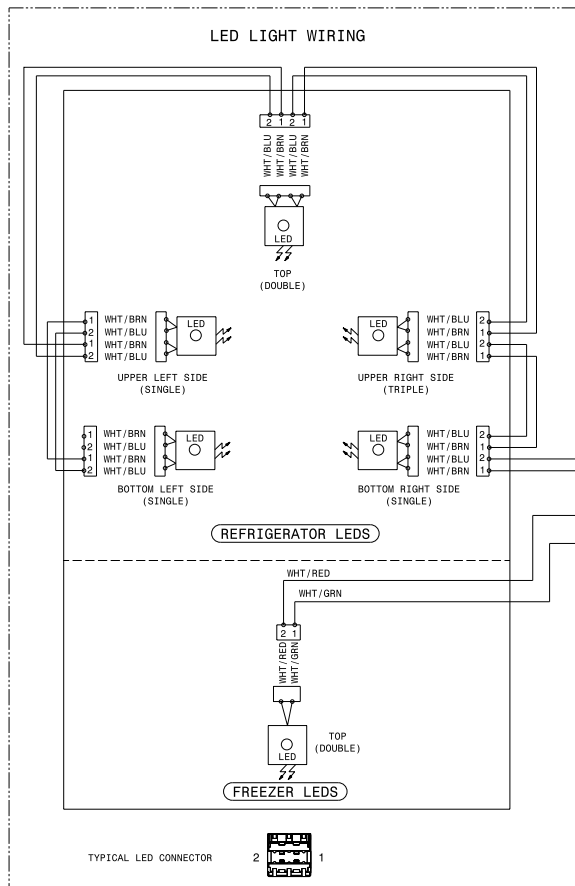 LED LIGHT WIRING
2 1 2 1
WHT/BLU
WHT/BRN
WHT/BLU
WHT/BRN
LED
TOP
(DOUBLE)
1 WHT/BRN
2 WHT/BLU
1 WHT/BRN
2 WHT/BLU
LED
UPPER LEFT SIDE
(SINGLE)
LED
WHT/BLU 2
WHT/BRN 1
WHT/BLU 2
WHT/BRN 1
UPPER RIGHT SIDE
(TRIPLE)
1 WHT/BRN
2 WHT/BLU
1 WHT/BRN
2 WHT/BLU
LED
BOTTOM LEFT SIDE
(SINGLE)
LED
WHT/BLU 2
WHT/BRN 1
WHT/BLU 2
WHT/BRN 1
BOTTOM RIGHT SIDE
(SINGLE)
REFRIGERATOR LEDS
WHT/RED
WHT/GRN
2 1
WHT/RED
WHT/GRN
LED
TOP
(DOUBLE)
FREEZER LEDS
TYPICAL LED CONNECTOR 2 1